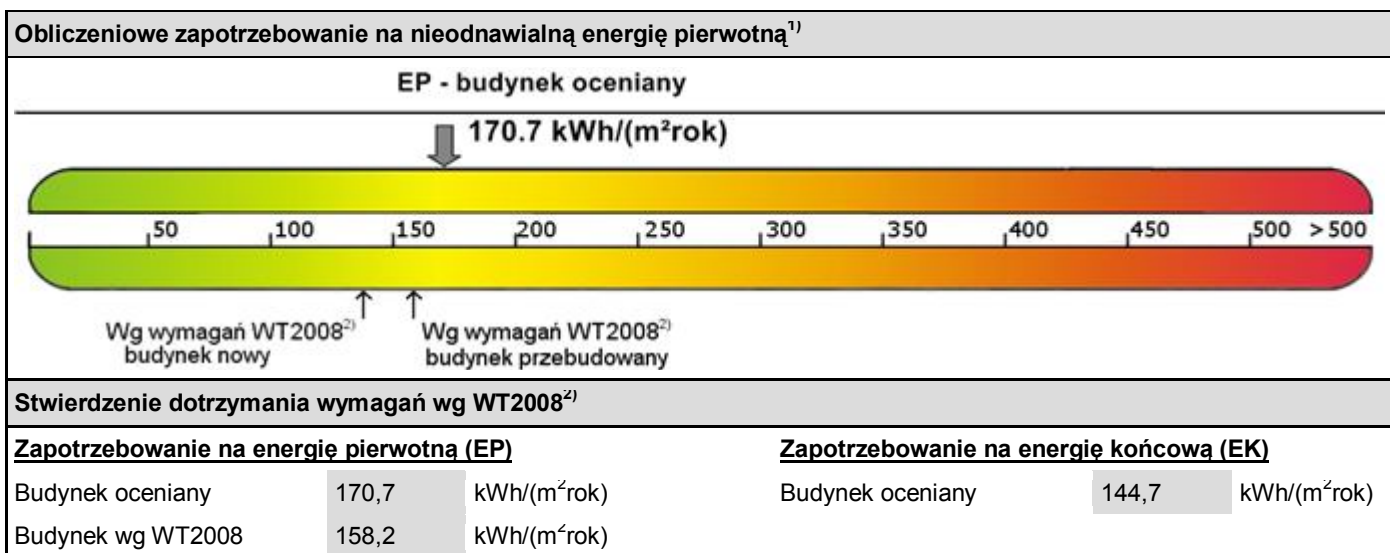 Obliczeniowe zapotrzebowanie na nieodnawialną energię pierwotną¹⁾
EP - budynek oceniany
170.7 kWh/(m²rok)
50 100 150 200 250 300 350 400 450 500 > 500
Wg wymagań WT2008²⁾
budynek nowy
Wg wymagań WT2008²⁾
budynek przebudowany
Stwierdzenie dotrzymania wymagań wg WT2008²⁾
Zapotrzebowanie na energię pierwotną (EP) Zapotrzebowanie na energię końcową (EK)
Budynek oceniany 170,7 kWh/(m²rok) Budynek oceniany 144,7 kWh/(m²rok)
Budynek wg WT2008 158,2 kWh/(m²rok)